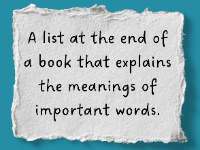 A list at the end of
a book that explains
the meanings of
important words.